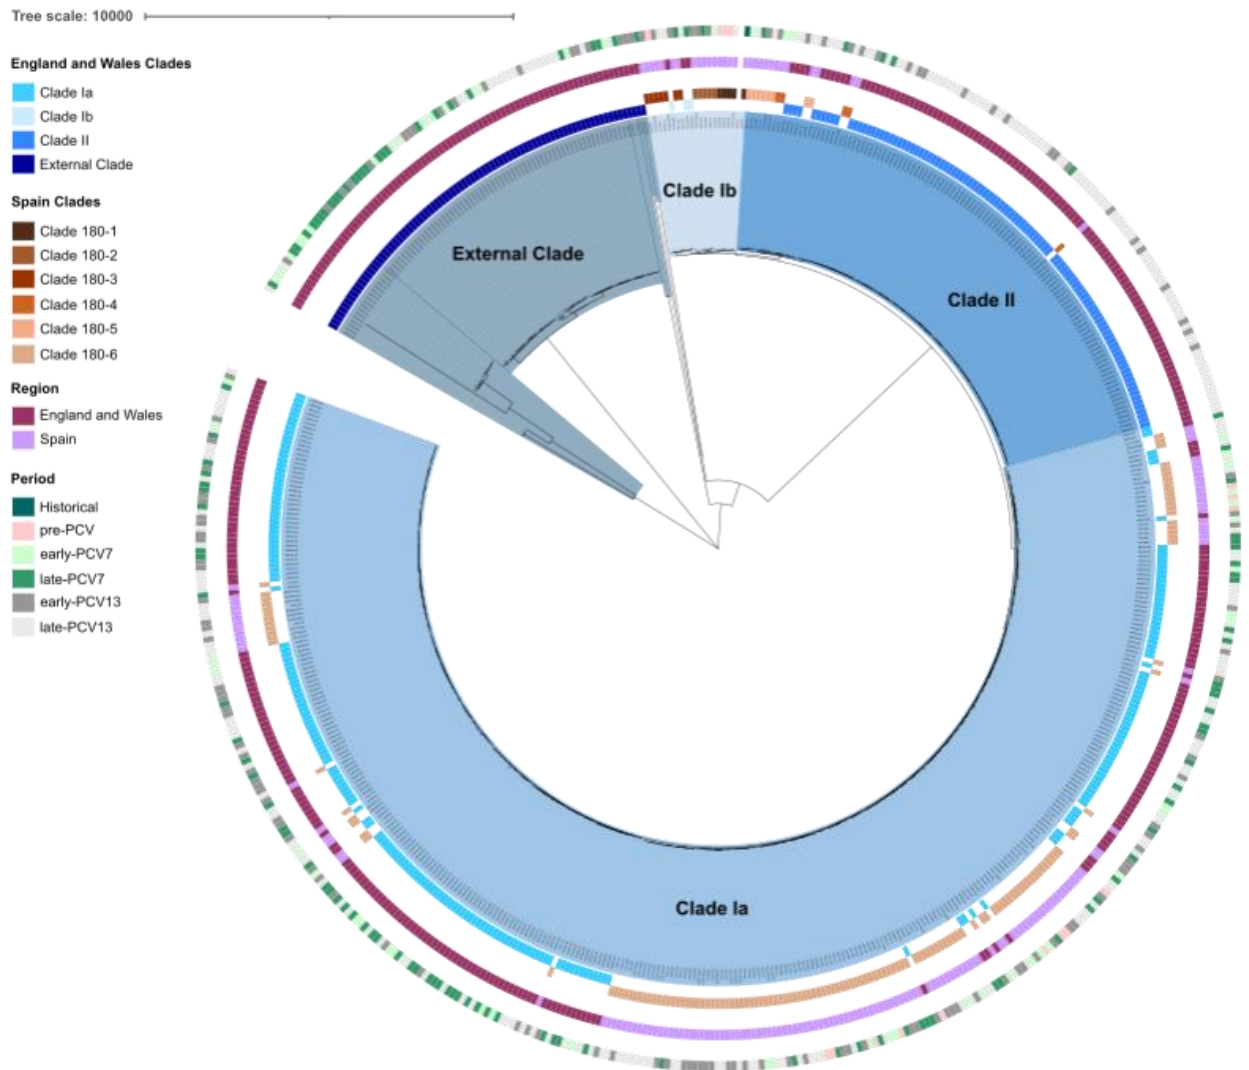 Tree scale: 10000
England and Wales Clades
Clade Ia
Clade Ib
Clade II
External Clade
Spain Clades
Clade 180-1
Clade 180-2
Clade 180-3
Clade 180-4
Clade 180-5
Clade 180-6
Region
England and Wales
Spain
Period
Historical
pre-PCV
early-PCV7
late-PCV7
early-PCV13
late-PCV13
Clade Ib
External Clade
Clade II
Clade Ia